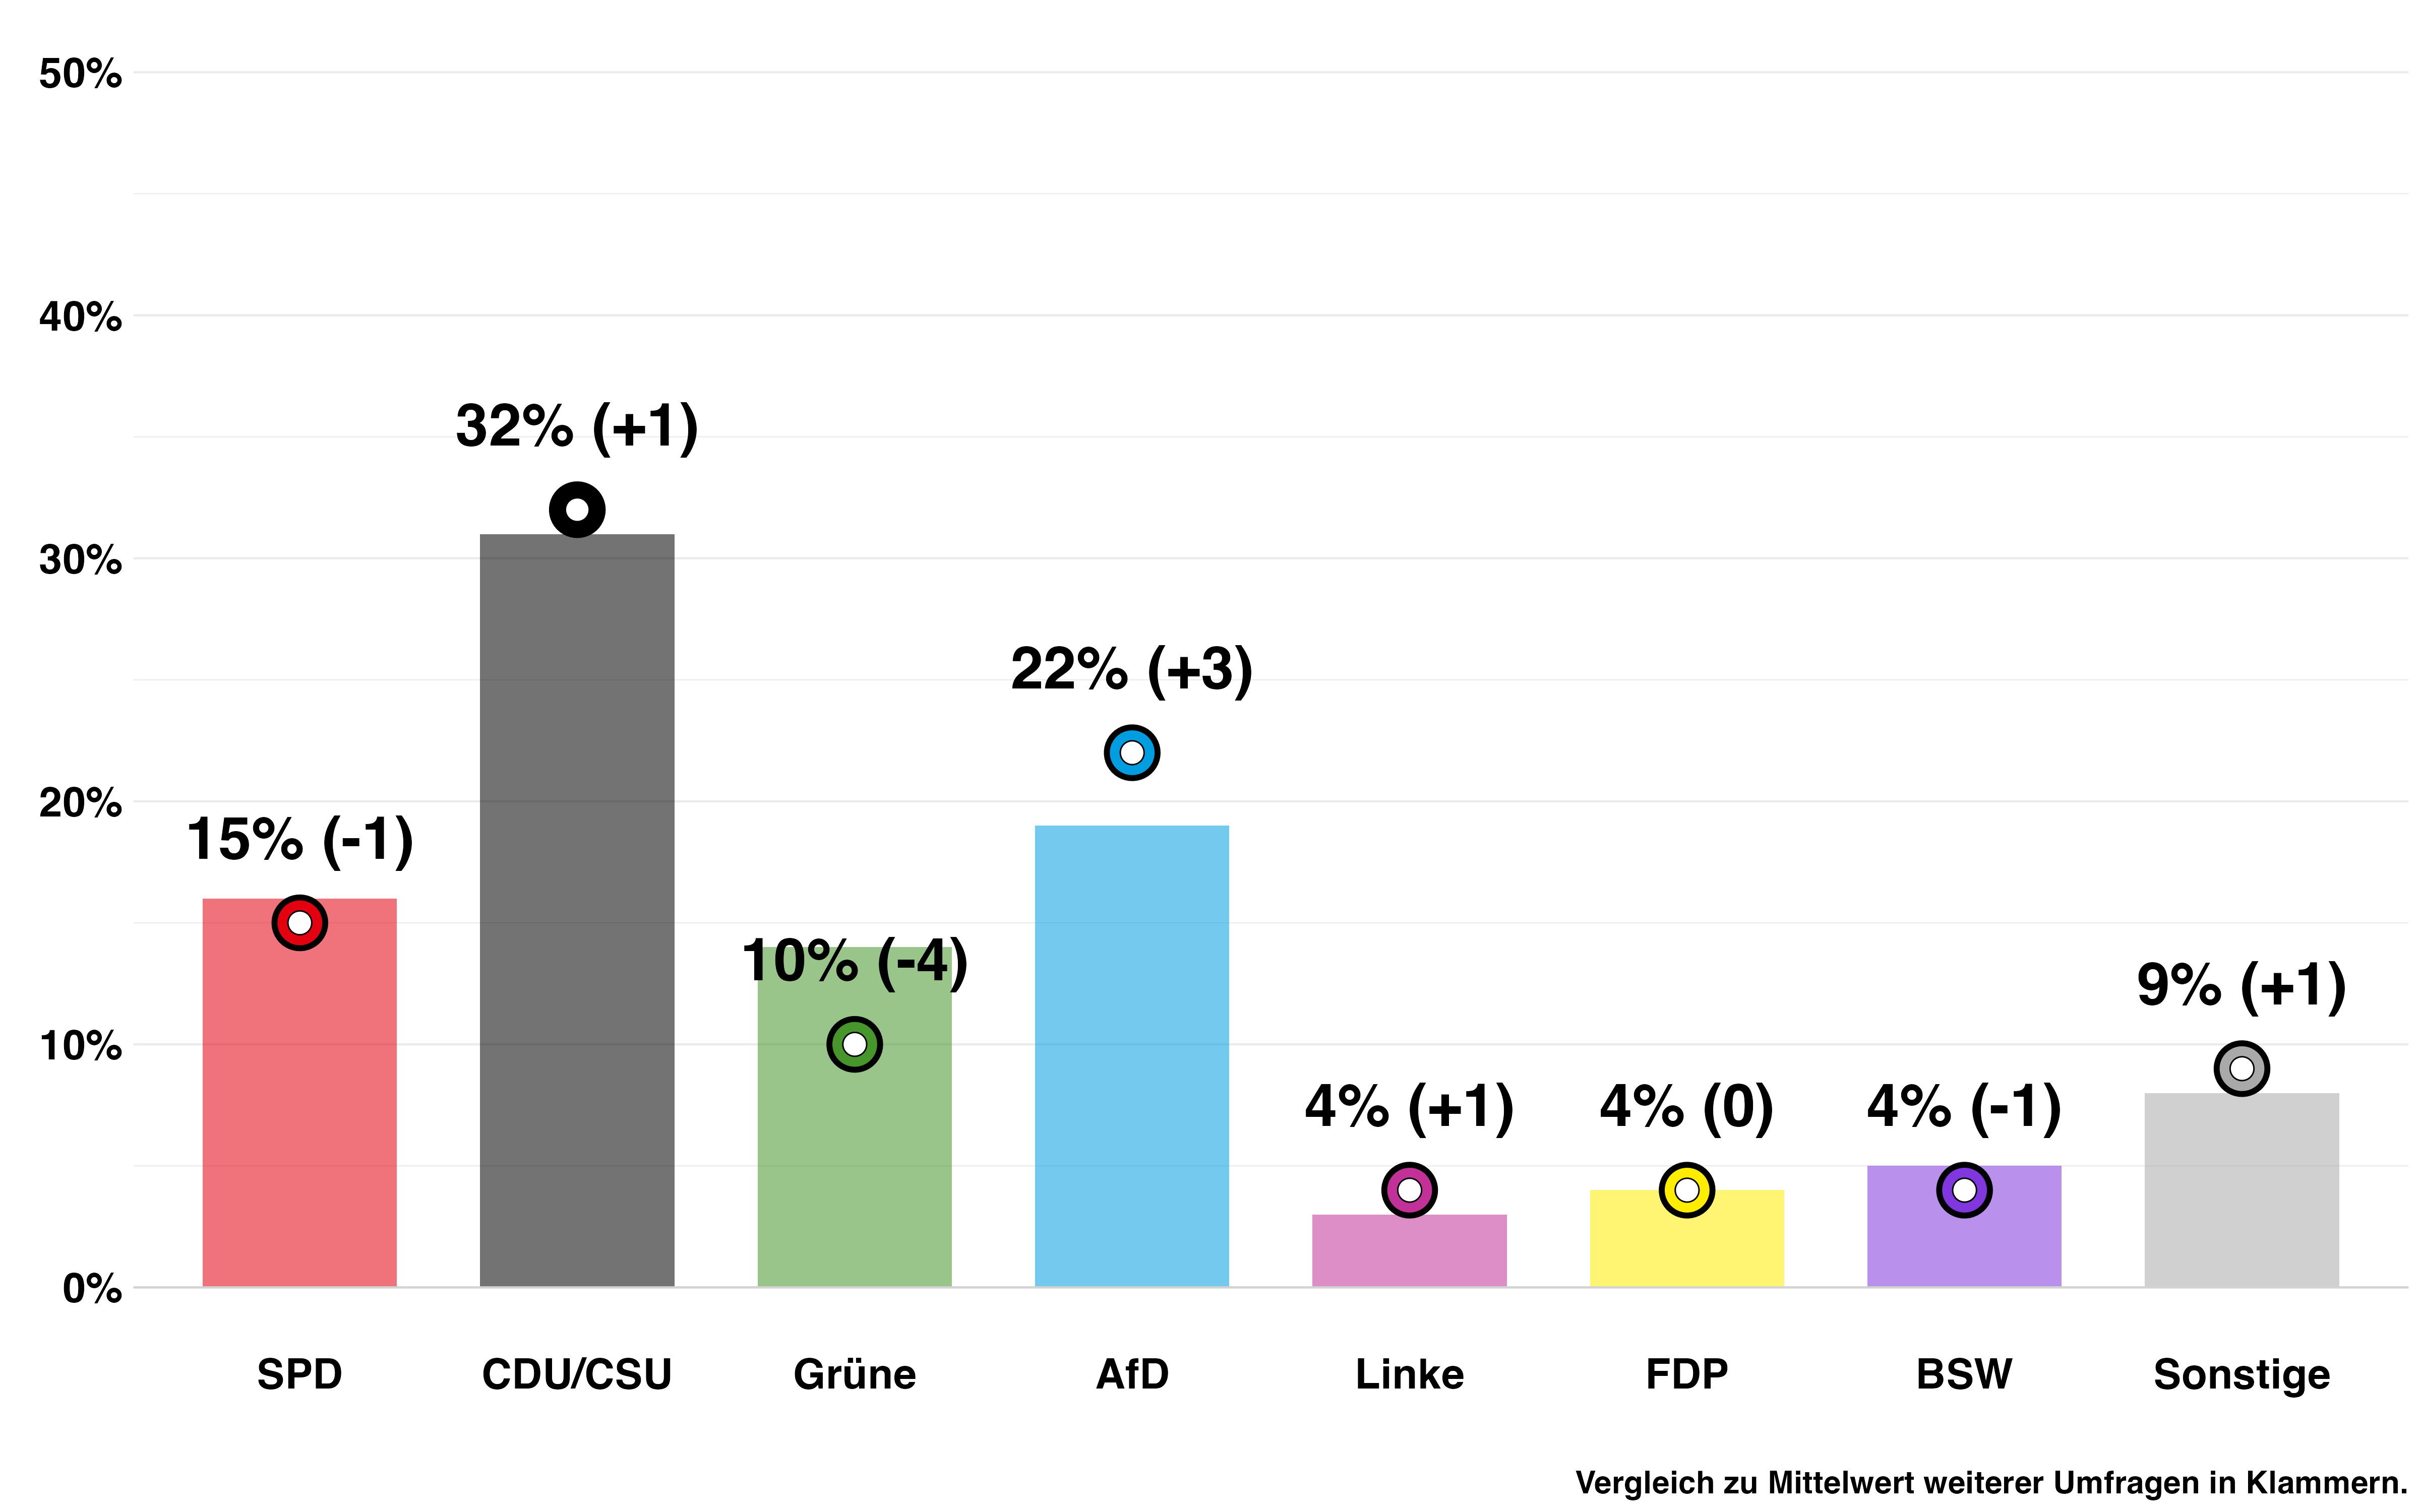 50%
40%
32% (+1)
30%
22% (+3)
20%
15% (-1)
10% (-4)
9% (+1)
10%
4% (+1)
4% (0)
4% (-1)
0%
SPD
CDU/CSU
Grüne
AfD
Linke
FDP
BSW
Sonstige
Vergleich zu Mittelwert weiterer Umfragen in Klammern.